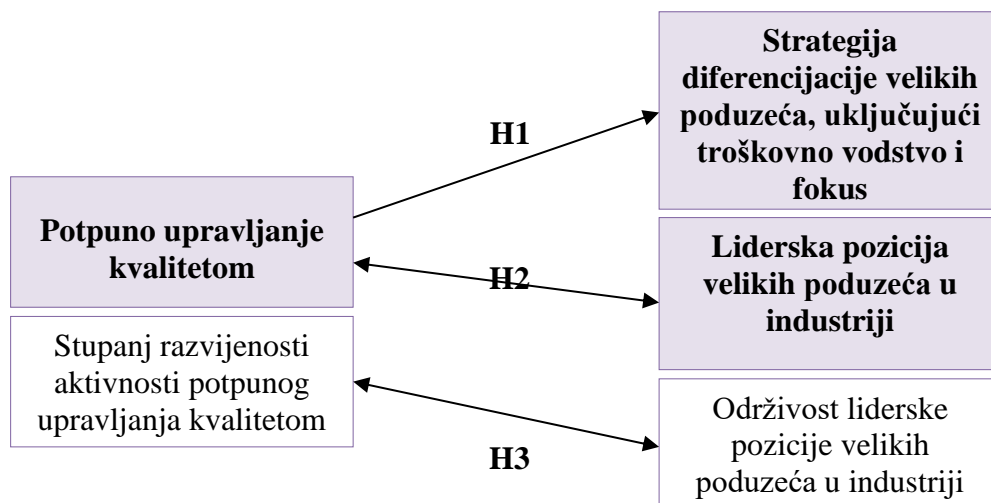 Strategija
diferencijacije velikih
poduzeća, uključujući
troškovno vodstvo i
fokus
H1
Potpuno upravljanje
kvalitetom
H2
Liderska pozicija
velikih poduzeća u
industriji
Stupanj razvijenosti
aktivnosti potpunog
upravljanja kvalitetom
H3
Održivost liderske
pozicije velikih
poduzeća u industriji